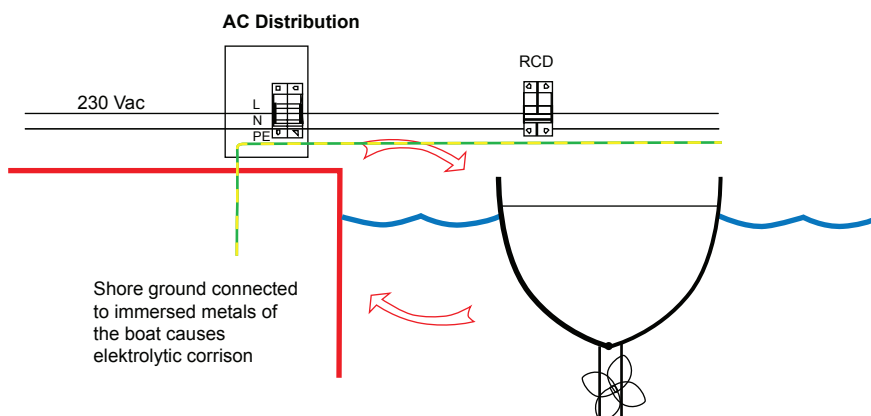 AC Distribution
RCD
230 Vac
L
N
PE
Shore ground connected
to immersed metals of
the boat causes
elektrolytic corrison